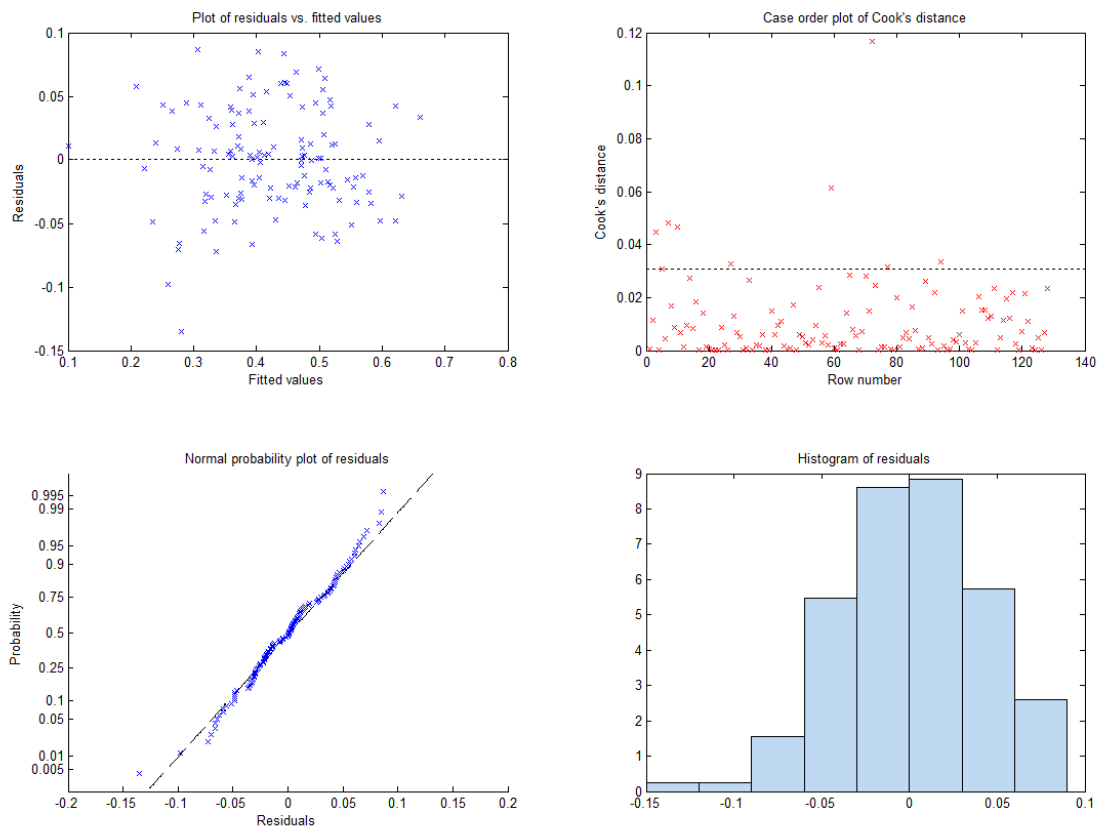 Plot of residuals vs. fitted values
0.1
0.05
0
-0.05
-0.1
-0.15
Residuals
0.1 0.2 0.3 0.4 0.5 0.6 0.7 0.8
Fitted values
Case order plot of Cook's distance
0.12
0.1
0.08
0.06
0.04
0.02
0
Cook's distance
0 20 40 60 80 100 120 140
Row number
Normal probability plot of residuals
0.995
0.99
0.95
0.9
0.75
0.5
0.25
0.1
0.05
0.01
0.005
Probability
-0.2 -0.15 -0.1 -0.05 0 0.05 0.1 0.15 0.2
Residuals
Histogram of residuals
9
8
7
6
5
4
3
2
1
0
-0.15 -0.1 -0.05 0 0.05 0.1